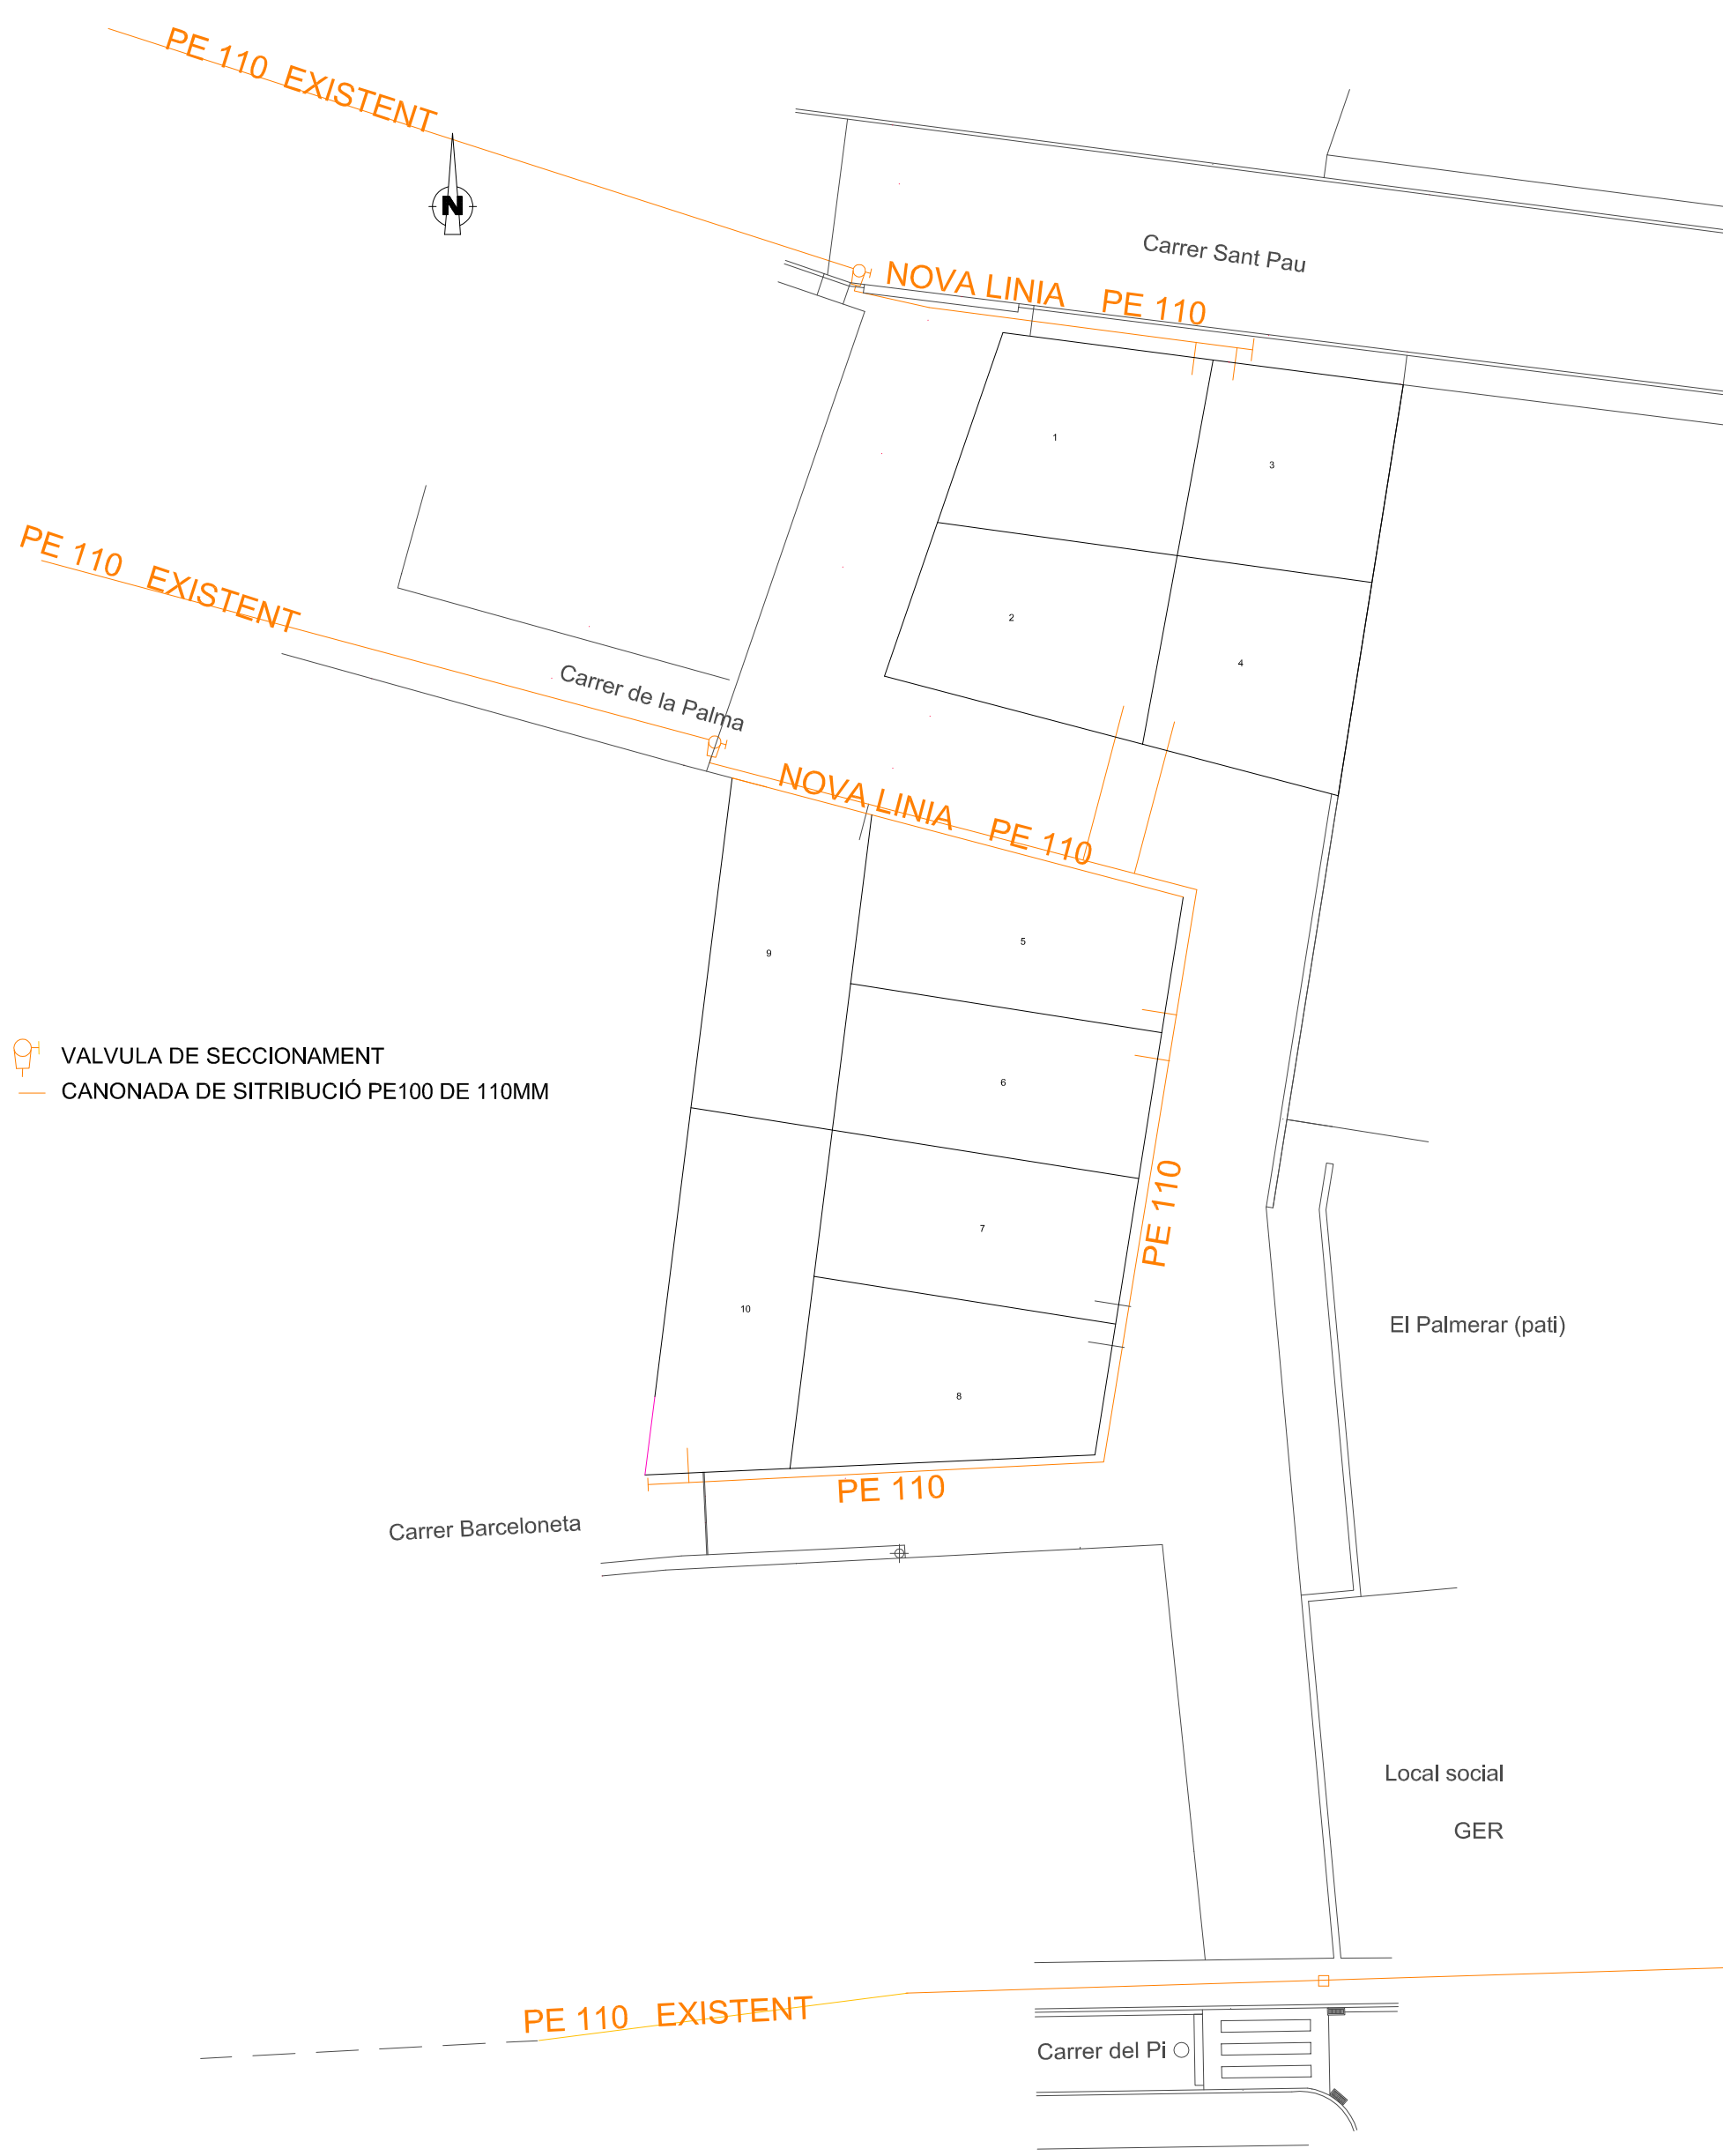 PE 110 EXISTENT
N
Carrer Sant Pau
NOVA LINIA PE 110
1
3
PE 110 EXISTENT
2
4
Carrer de la Palma
NOVA LINIA PE 110
5
9
VALVULA DE SECCIONAMENT
CANONADA DE SITRIBUCIÓ PE100 DE 110MM
6
PE 110
7
10
El Palmerar (pati)
8
PE 110
Carrer Barceloneta
Local social
GER
PE 110 EXISTENT
Carrer del Pi